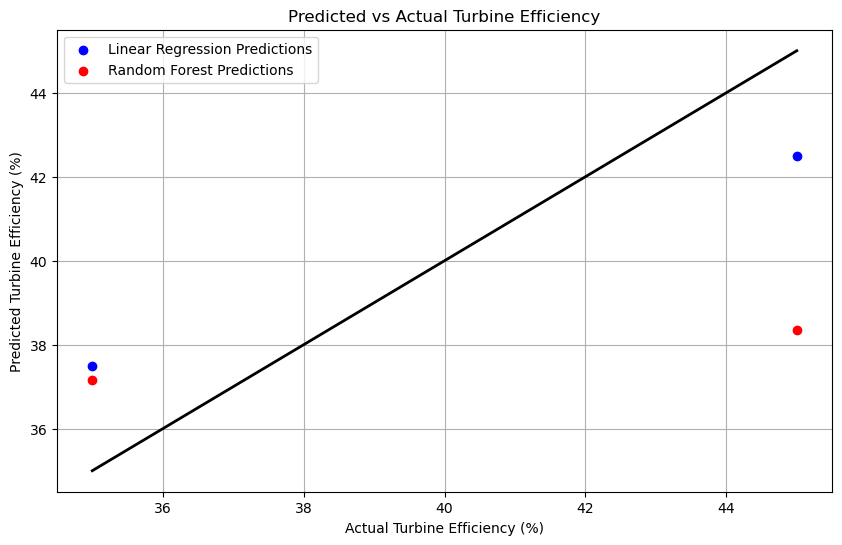 Predicted vs Actual Turbine Efficiency
Linear Regression Predictions
Random Forest Predictions
Predicted Turbine Efficiency (%)
44
42
40
38
36
36
38
40
42
44
Actual Turbine Efficiency (%)